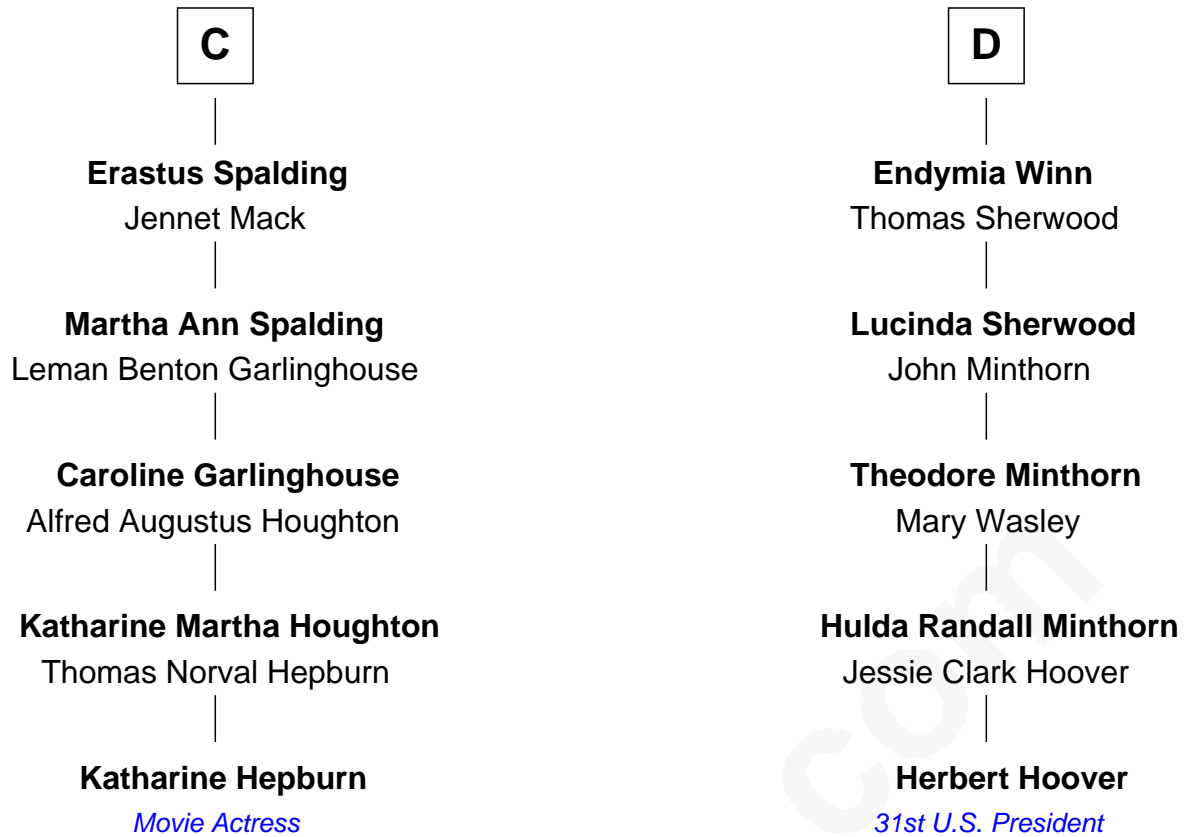 C
Erastus Spalding
Jennet Mack
Martha Ann Spalding
Leman Benton Garlinghouse
Caroline Garlinghouse
Alfred Augustus Houghton
Katharine Martha Houghton
Thomas Norval Hepburn
Katharine Hepburn
Movie Actress
D
Endymia Winn
Thomas Sherwood
Lucinda Sherwood
John Minthorn
Theodore Minthorn
Mary Wasley
Hulda Randall Minthorn
Jessie Clark Hoover
Herbert Hoover
31st U.S. President
com